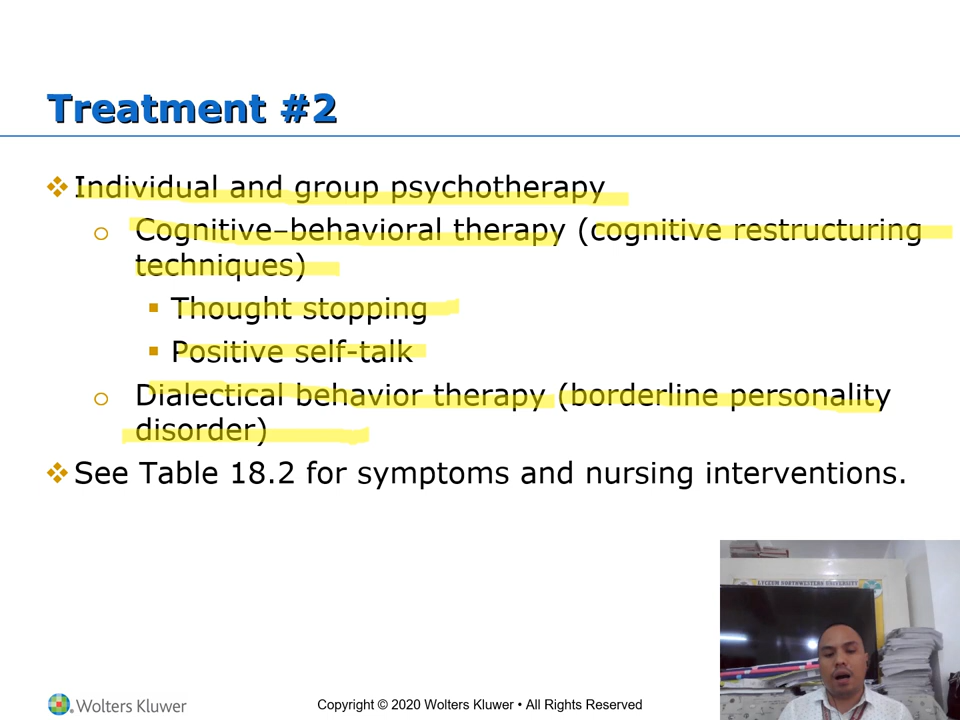 Treatment #2
❖ Individual and group psychotherapy
o Cognitive–behavioral therapy (cognitive restructuring
techniques)
▪ Thought stopping
▪ Positive self-talk
o Dialectical behavior therapy (borderline personality
disorder)
❖ See Table 18.2 for symptoms and nursing interventions.
LYCEUM NORTHWESTERN UNIVERSITY
Wolters Kluwer
Copyright © 2020 Wolters Kluwer • All Rights Reserved